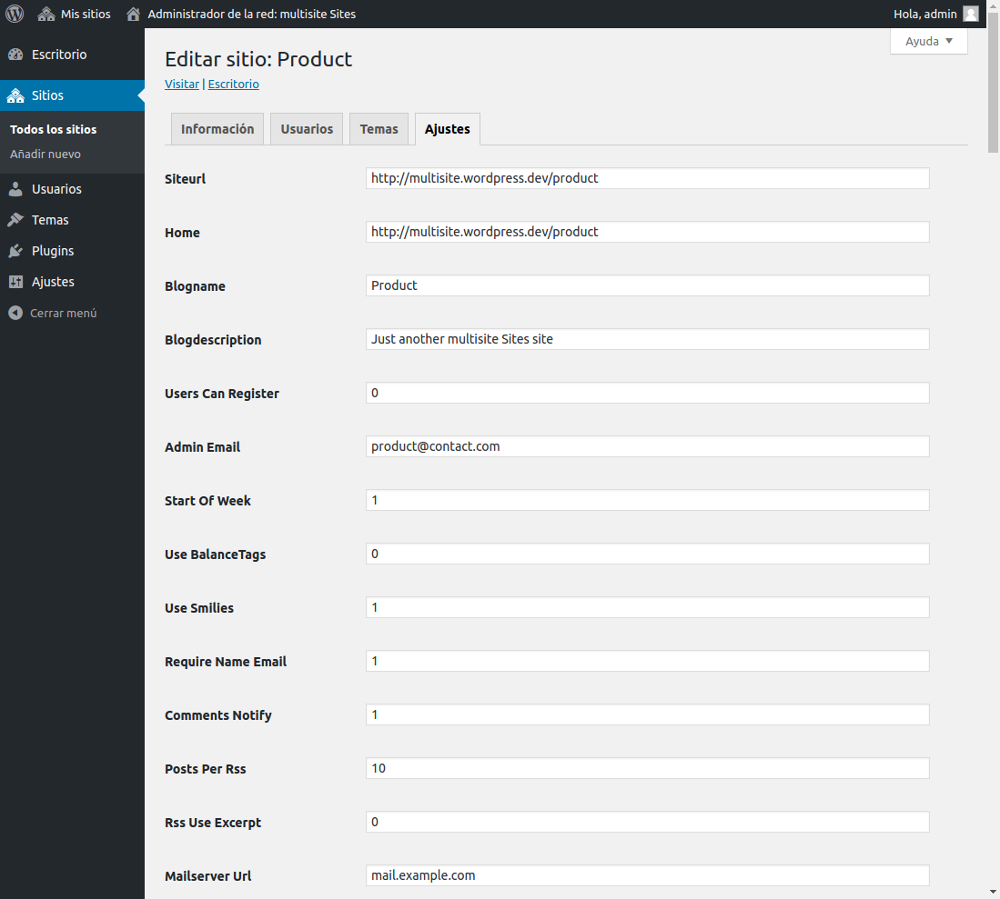 Mis sitios Administrador de la red: multisite Sites Hola, admin
Ayuda
Escritorio
Sitios
Todos los sitios
Añadir nuevo
Usuarios
Temas
Plugins
Ajustes
Cerrar menú
Editar sitio: Product
Visitar | Escritorio
Información Usuarios Temas Ajustes
Siteurl http://multisite.wordpress.dev/product
Home http://multisite.wordpress.dev/product
Blogname Product
Blogdescription Just another multisite Sites site
Users Can Register 0
Admin Email product@contact.com
Start Of Week 1
Use BalanceTags 0
Use Smilies 1
Require Name Email 1
Comments Notify 1
Posts Per Rss 10
Rss Use Excerpt 0
Mailserver Url mail.example.com